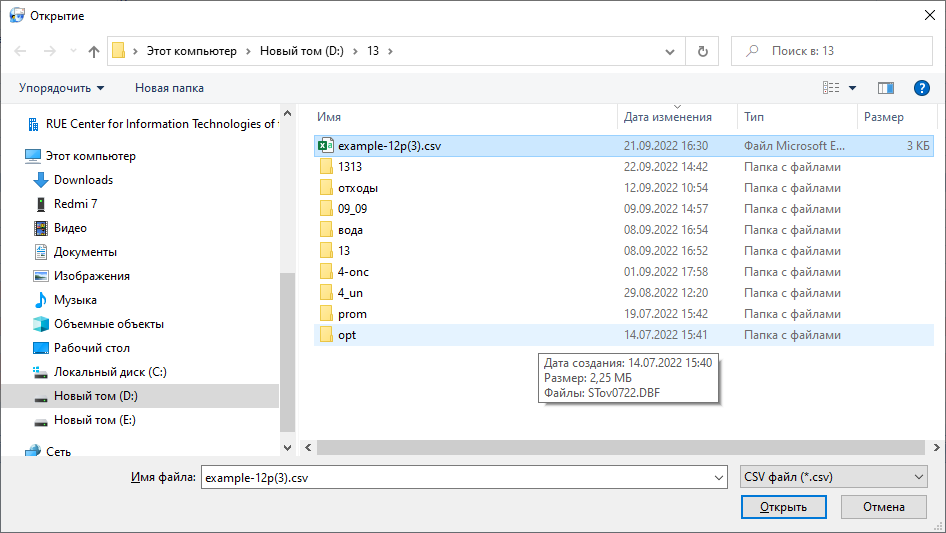 Открытие
Этот компьютер
Новый том (D:)
13
Поиск в: 13
Упорядочить
Новая папка
?
RUE Center for Information Technologies of
Этот компьютер
Downloads
Redmi 7
Видео
Документы
Изображения
Музыка
Объемные объекты
Рабочий стол
Локальный диск (C:)
Новый том (D:)
Новый том (E:)
Сеть
Имя Дата изменения Тип Размер
example-12p(3).csv 21.09.2022 16:30 Файл Microsoft E... 3 КБ
1313 22.09.2022 14:42 Папка с файлами
отходы 12.09.2022 10:54 Папка с файлами
09_09 09.09.2022 14:57 Папка с файлами
вода 08.09.2022 16:54 Папка с файлами
13 08.09.2022 16:52 Папка с файлами
4-onc 01.09.2022 17:58 Папка с файлами
4_un 29.08.2022 12:20 Папка с файлами
prom 19.07.2022 15:42 Папка с файлами
opt 14.07.2022 15:41 Папка с файлами
Дата создания: 14.07.2022 15:40
Размер: 2,25 МБ
Файлы: STov0722.DBF
Имя файла: example-12p(3).csv CSV файл (*.csv)
Открыть Отмена